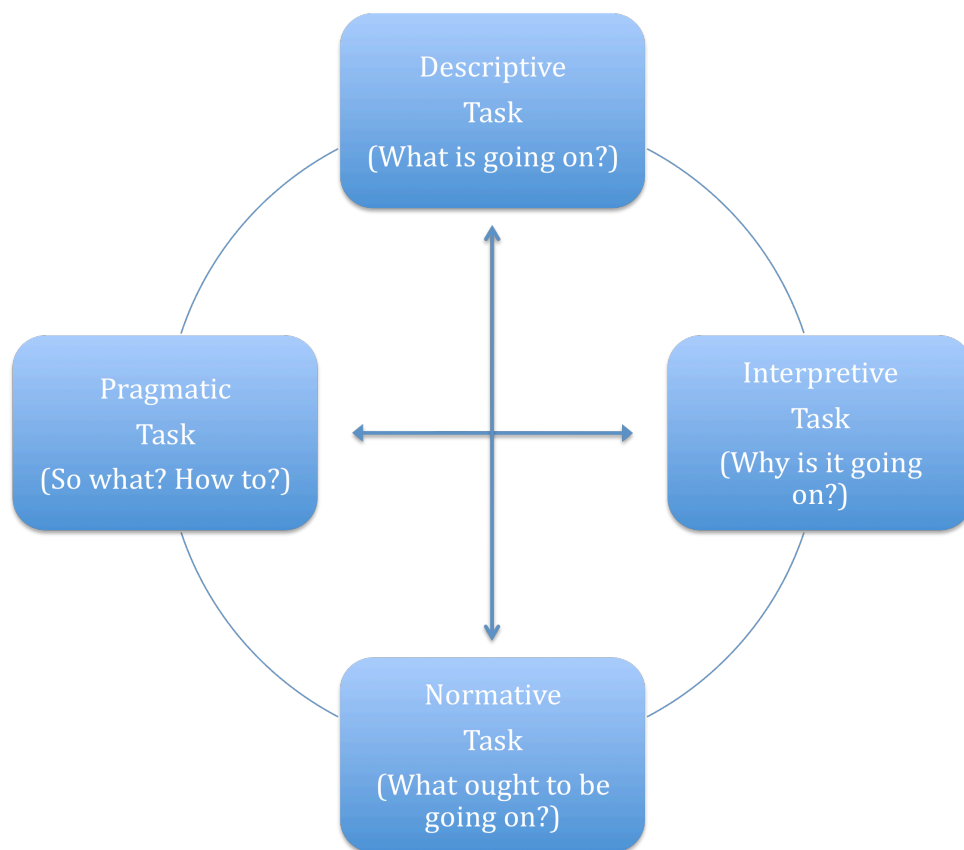 Descriptive
Task
(What is going on?)
Pragmatic
Task
(So what? How to?)
Interpretive
Task
(Why is it going
on?)
Normative
Task
(What ought to be
going on?)